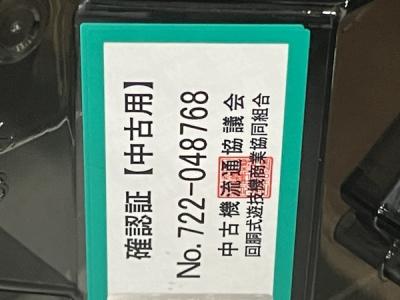 確認証【中古用】
No. 722-048768
中古機流通協議会
回胴式遊技機商業協同組合